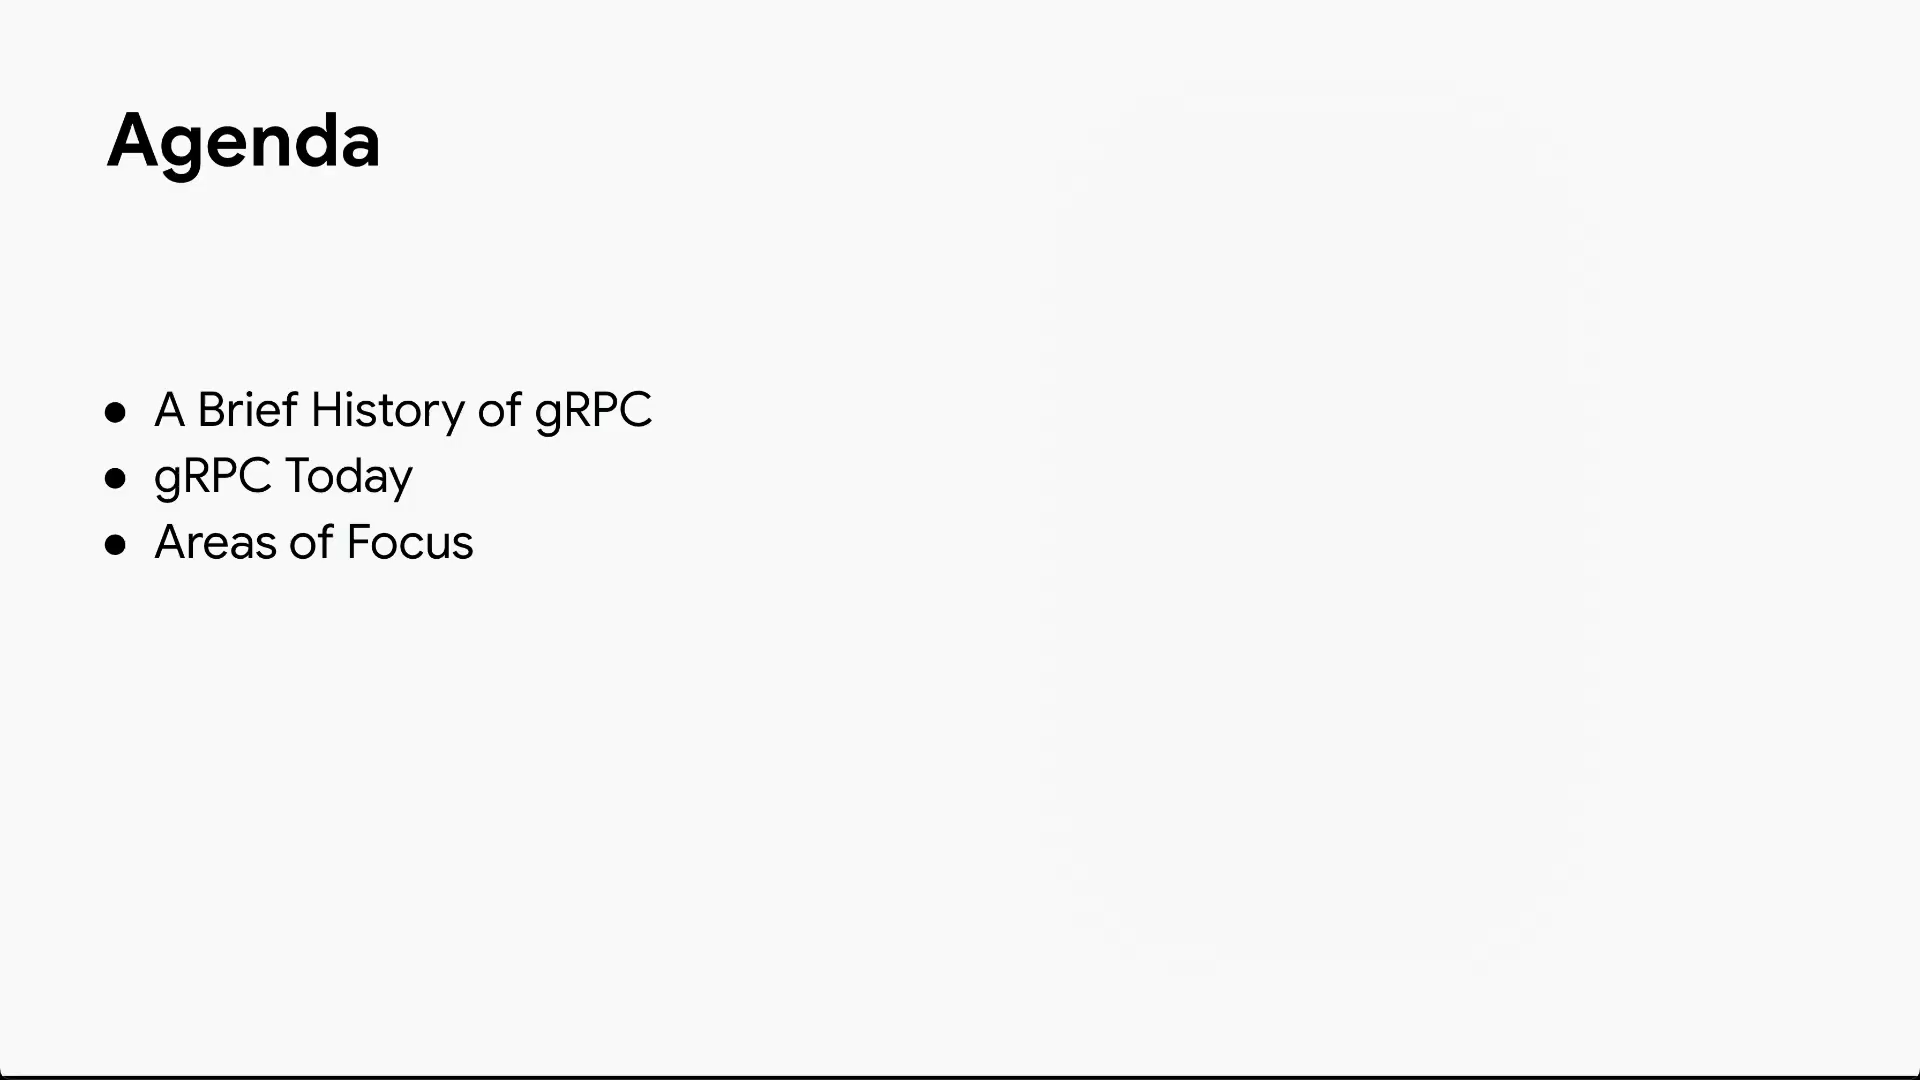 Agenda
● A Brief History of gRPC
● gRPC Today
● Areas of Focus